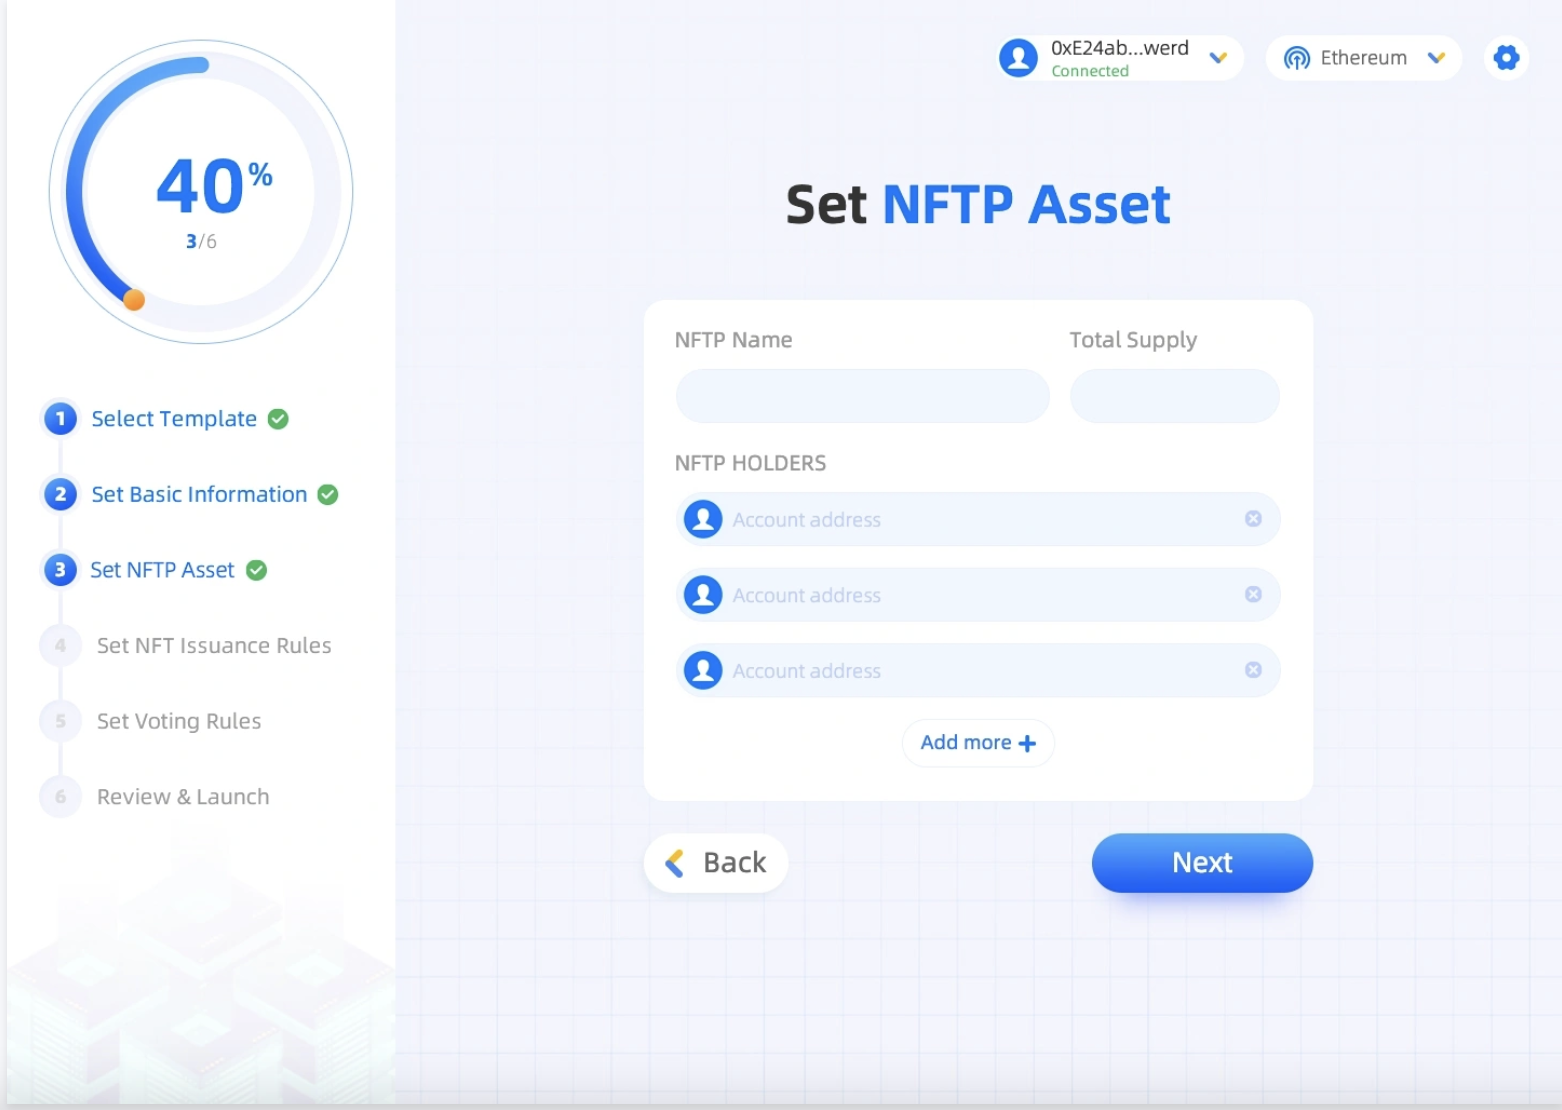 40%
3/6
1 Select Template
2 Set Basic Information
3 Set NFTP Asset
4 Set NFT Issuance Rules
5 Set Voting Rules
6 Review & Launch
0xE24ab...werd
Connected
Ethereum
Set NFTP Asset
NFTP Name Total Supply
NFTP HOLDERS
Account address
Account address
Account address
Add more +
Back Next